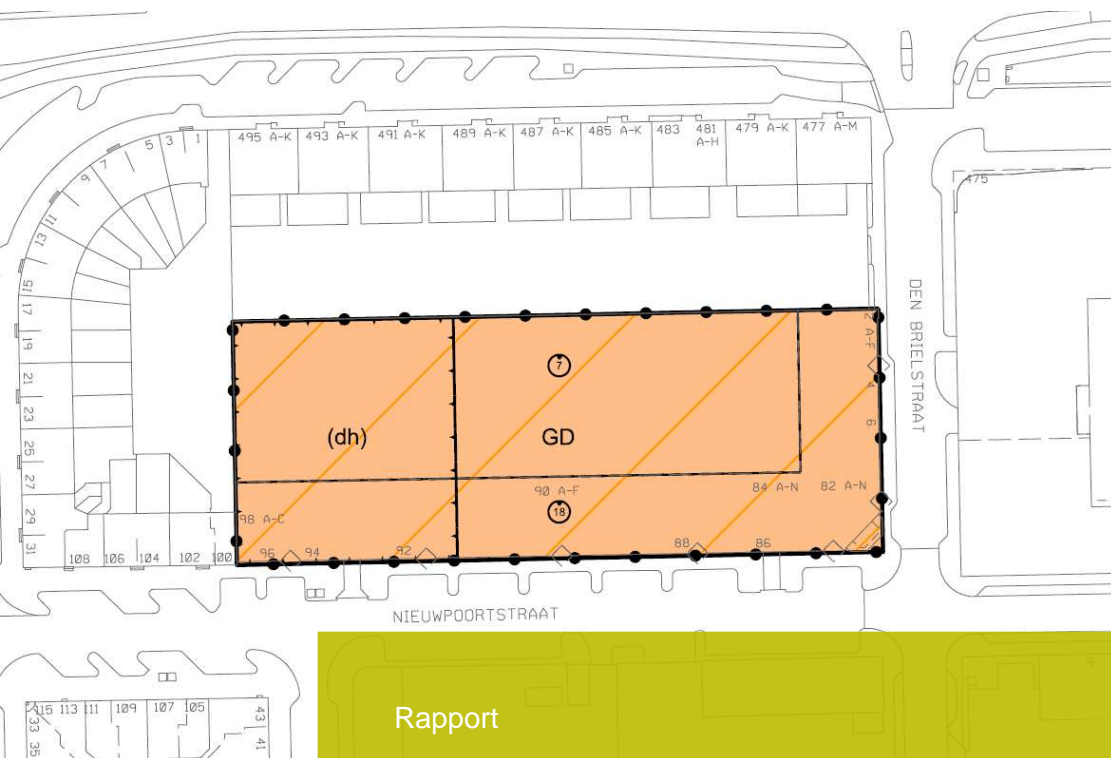 495 A-K 493 A-K 491 A-K 489 A-K 487 A-K 485 A-K 483 481 A-H 479 A-K 477 A-M
475
1
3
5
7
9
11
13
15
17
19
21
23
25
27
29
31
DEN BRIELSTRAAT
2 A-F
4
6
7
(dh)
GD
90 A-F
84 A-N 82 A-N
18
98 A-C
96 94 92 88 86
108 106 104 102 100
NIEUWPOORTSTRAAT
115 113 111 109 107 105
33
35
43
41
9
Rapport